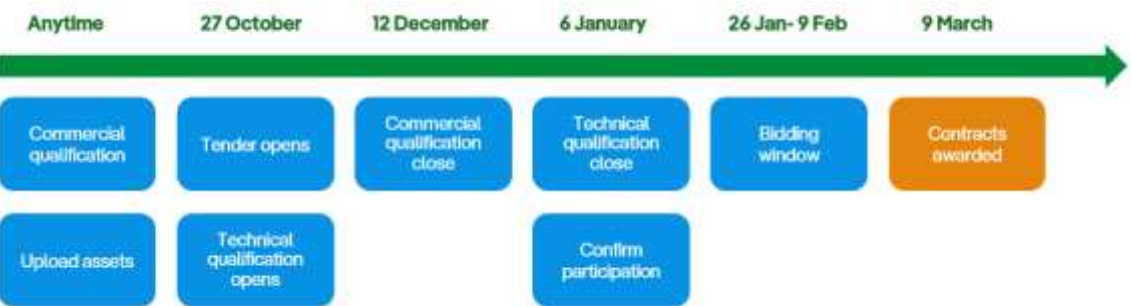 Anytime
27 October
12 December
6 January
26 Jan- 9 Feb
9 March
Commercial
qualification
Tender opens
Commercial
qualification
close
Technical
qualification
close
Bidding
window
Contracts
awarded
Upload assets
Technical
qualification
opens
Confirm
participation